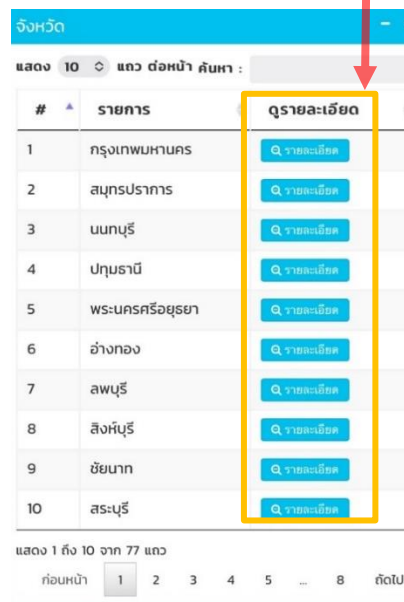 จังหวัด
แสดง 10 แถว ต่อหน้า ค้นหา :
# รายการ ดูรายละเอียด
1 กรุงเทพมหานคร รายละเอียด
2 สมุทรปราการ รายละเอียด
3 นนทบุรี รายละเอียด
4 ปทุมธานี รายละเอียด
5 พระนครศรีอยุธยา รายละเอียด
6 อ่างทอง รายละเอียด
7 ลพบุรี รายละเอียด
8 สิงห์บุรี รายละเอียด
9 ชัยนาท รายละเอียด
10 สระบุรี รายละเอียด
แสดง 1 ถึง 10 จาก 77 แถว
ก่อนหน้า 1 2 3 4 5 ... 8 ถัดไป